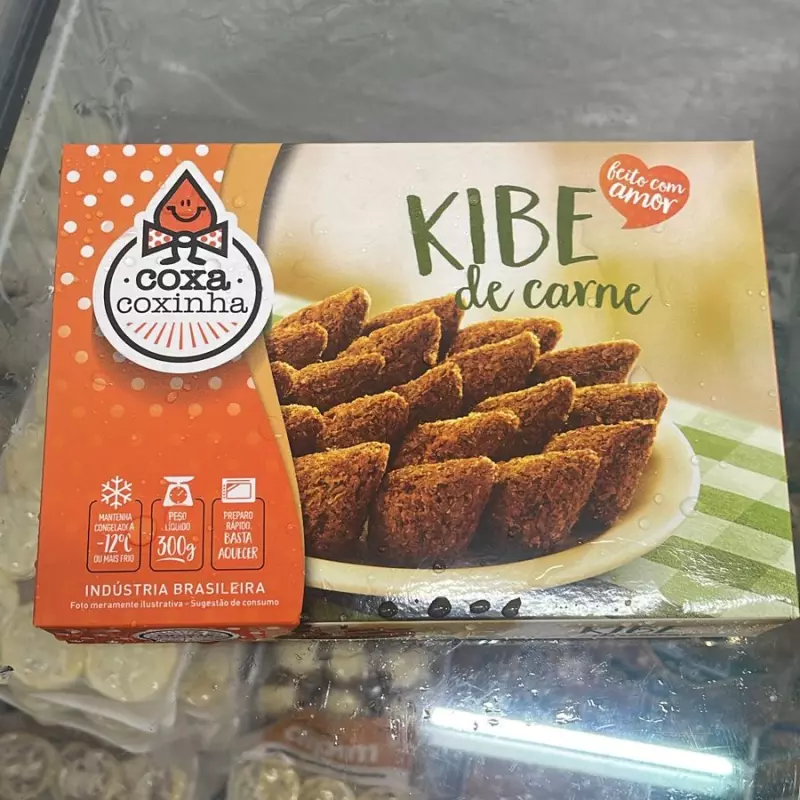 coxa
coxinha
KIBE
de carne
feito com
amor
MANTENHA
CONGELADO A
-12°C
OU MAIS FRIO
PESO
LÍQUIDO
300g
PREPARO
RÁPIDO,
BASTA
AQUECER
INDÚSTRIA BRASILEIRA
Foto meramente ilustrativa - Sugestão de consumo
KIBE